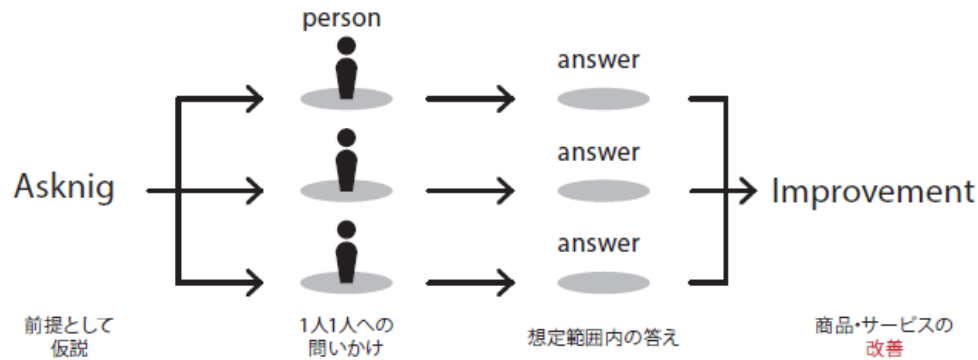 person
answer
answer
Asknig
Improvement
answer
前提として
仮説
1人1人への
問いかけ
想定範囲内の答え
商品・サービスの
改善